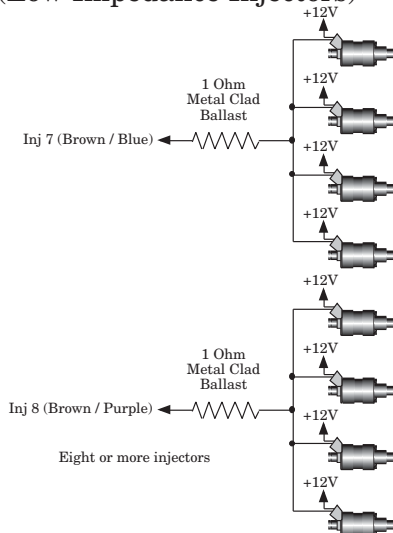 (Low Impedance Injectors)
+12V
1 Ohm
Metal Clad
Ballast
+12V
Inj 7 (Brown / Blue)
+12V
+12V
+12V
1 Ohm
Metal Clad
Ballast
+12V
Inj 8 (Brown / Purple)
+12V
Eight or more injectors
+12V